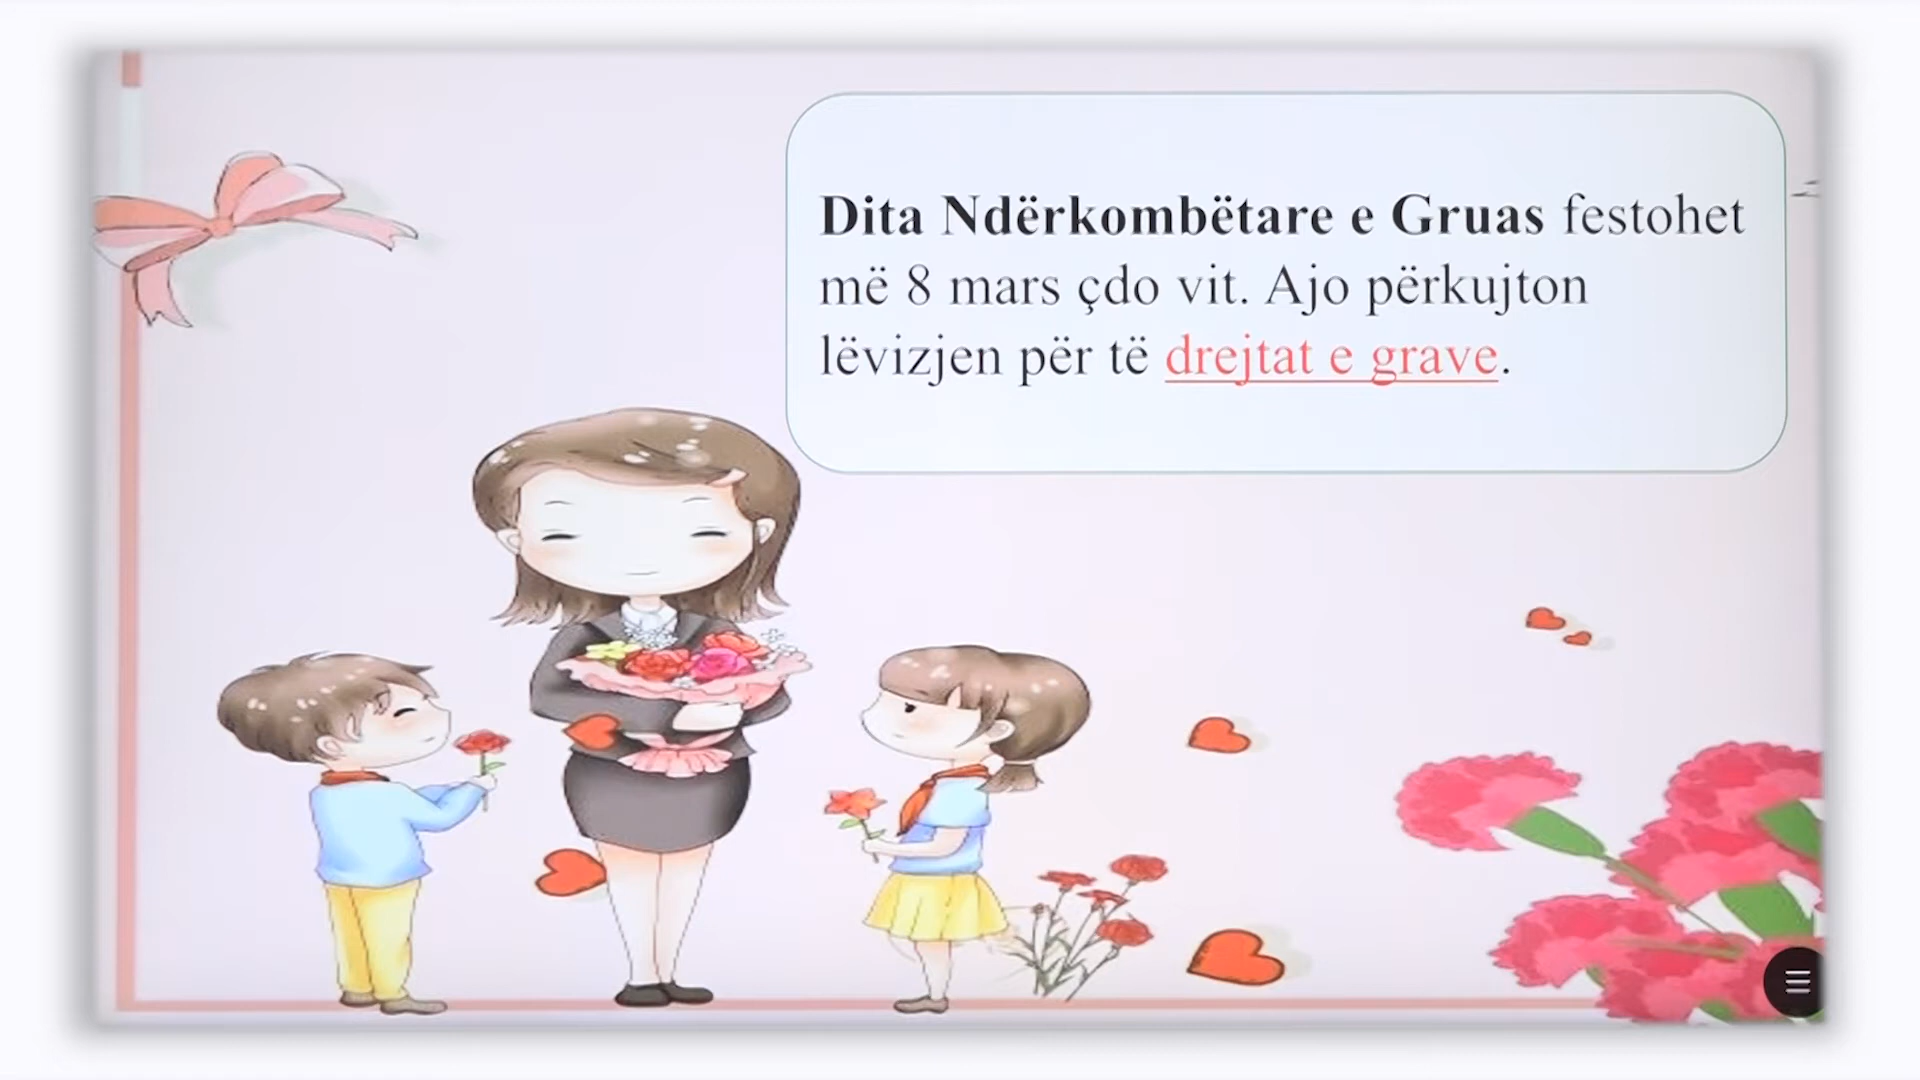 Dita Ndërkombëtare e Gruas festohet
më 8 mars çdo vit. Ajo përkujton
lëvizjen për të drejtat e grave.